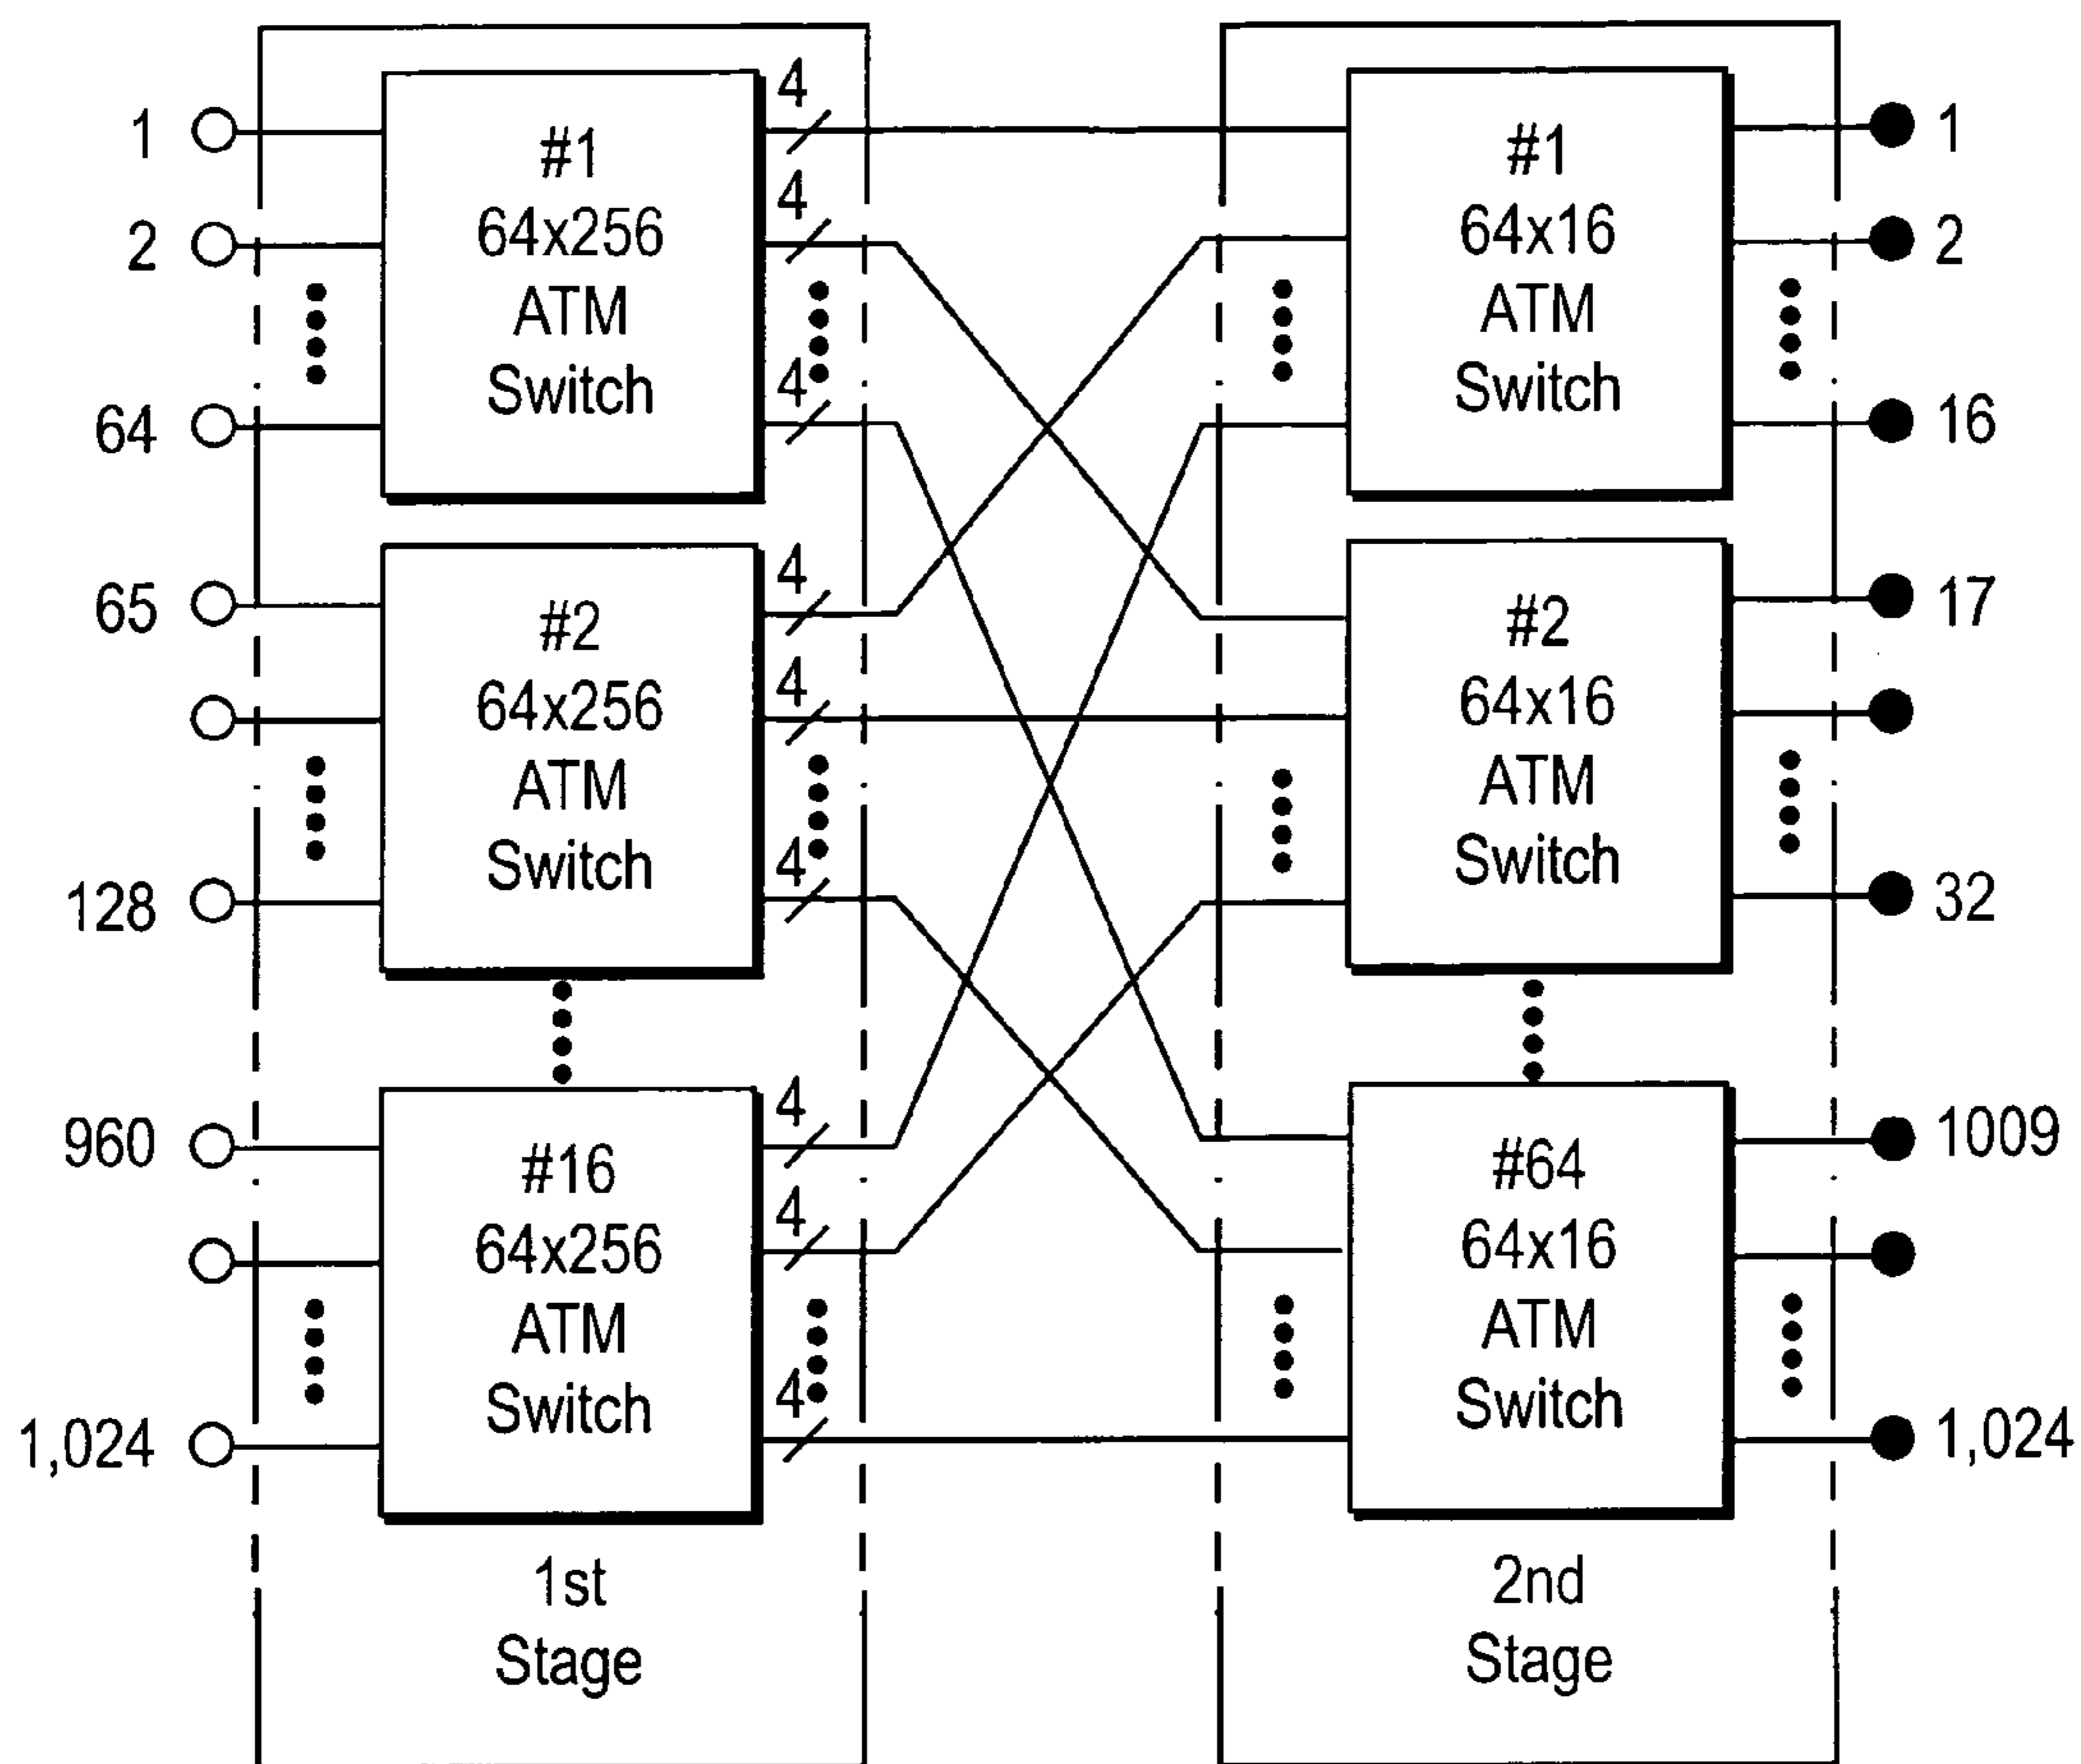 1
2
64
65
128
960
1,024
#1
64x256
ATM
Switch
#2
64x256
ATM
Switch
#16
64x256
ATM
Switch
1st
Stage
4
4
4
4
4
4
4
4
4
#1
64x16
ATM
Switch
#2
64x16
ATM
Switch
#64
64x16
ATM
Switch
2nd
Stage
1
2
16
17
32
1009
1,024